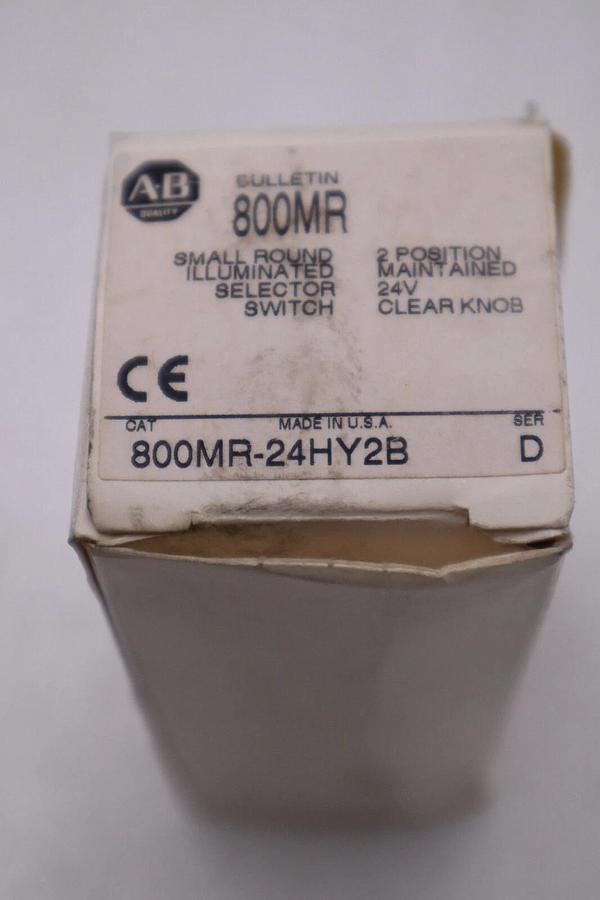 A-B
QUALITY
BULLETIN
800MR
SMALL ROUND
ILLUMINATED
SELECTOR
SWITCH
2 POSITION
MAINTAINED
24V
CLEAR KNOB
CE
CAT
MADE IN U.S.A.
SER
800MR-24HY2B
D